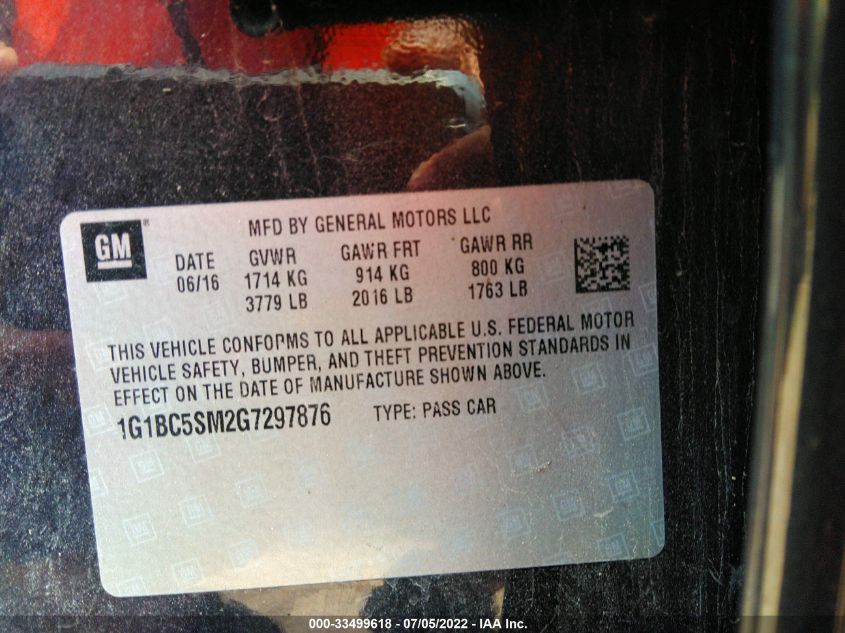 MFD BY GENERAL MOTORS LLC
GM ®
DATE GVWR GAWR FRT GAWR RR
06/16 1714 KG 914 KG 800 KG
3779 LB 2016 LB 1763 LB
THIS VEHICLE CONFORMS TO ALL APPLICABLE U.S. FEDERAL MOTOR
VEHICLE SAFETY, BUMPER, AND THEFT PREVENTION STANDARDS IN
EFFECT ON THE DATE OF MANUFACTURE SHOWN ABOVE.
1G1BC5SM2G7297876 TYPE: PASS CAR
000-33499618 - 07/05/2022 - IAA Inc.